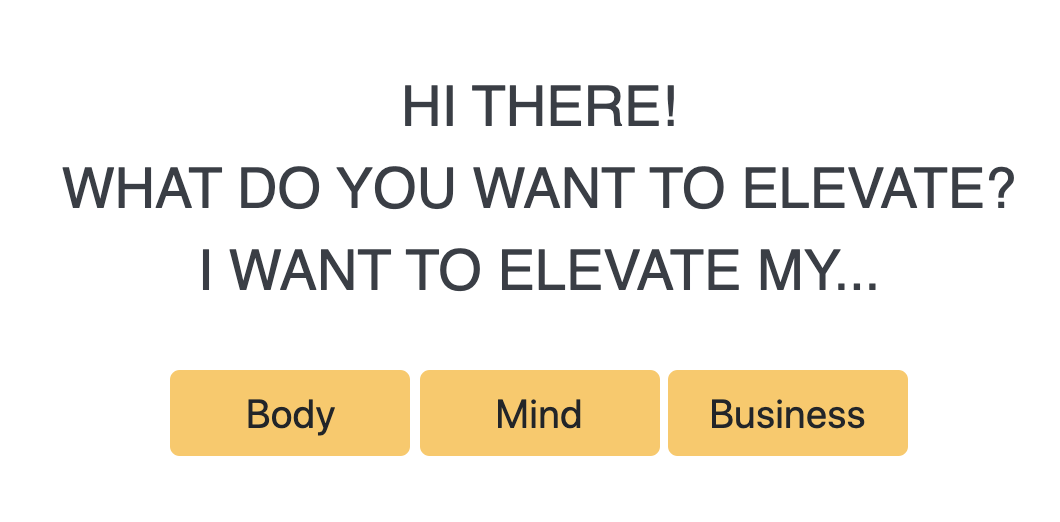 HI THERE!
WHAT DO YOU WANT TO ELEVATE?
I WANT TO ELEVATE MY...
Body Mind Business